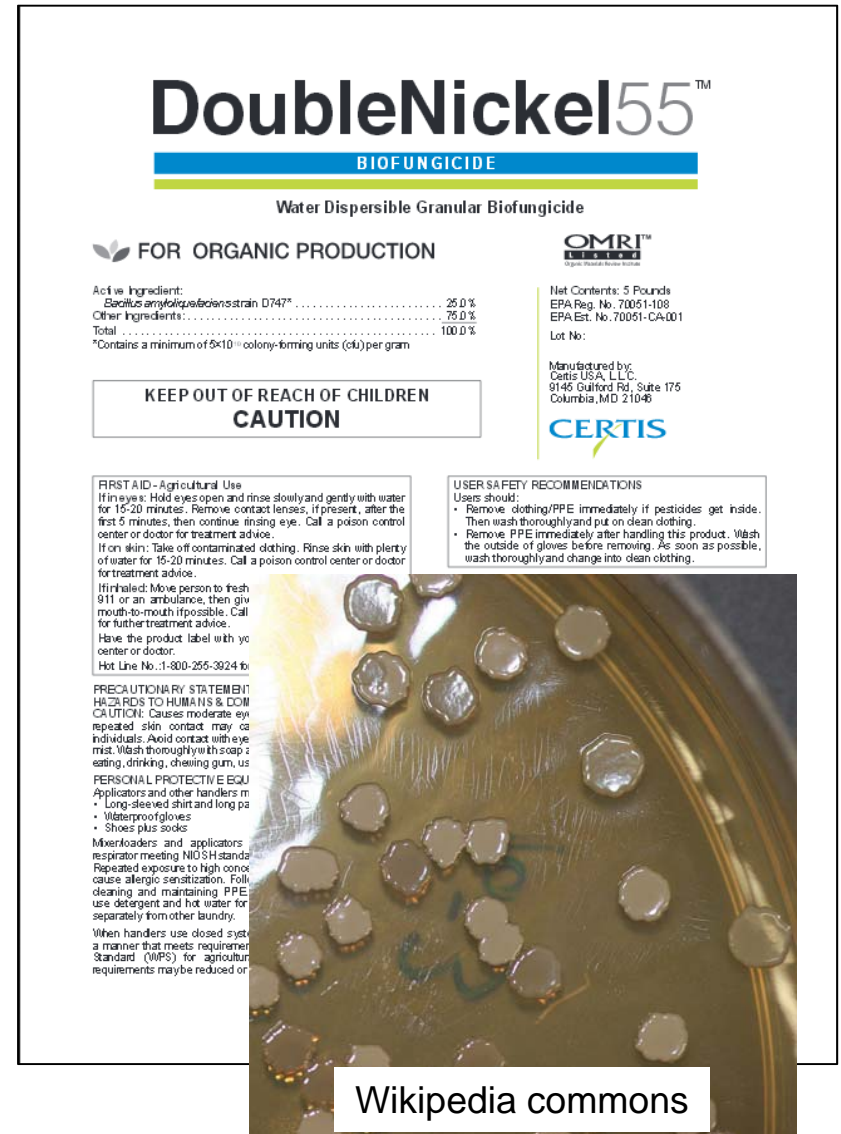 DoubleNickel55™
BIOFUNGICIDE
Water Dispersible Granular Biofungicide
FOR ORGANIC PRODUCTION
OMRI™
Listed
Organic Materials Review Institute
Active Ingredient:
Bacillus amyloliquefaciens strain D747* . . . . . . . . . . . . . . . . . . . . . . . . 25.0%
Other Ingredients: . . . . . . . . . . . . . . . . . . . . . . . . . . . . . . . . . . . . . . . . 75.0%
Total . . . . . . . . . . . . . . . . . . . . . . . . . . . . . . . . . . . . . . . . . . . . . . . . . . 100.0%
*Contains a minimum of 5×10¹⁰ colony-forming units (cfu) per gram
Net Contents: 5 Pounds
EPA Reg. No. 70051-108
EPA Est. No. 70051-CA-001
Lot No:
Manufactured by:
Certis USA, L.L.C.
9145 Guilford Rd, Suite 175
Columbia, MD 21046
CERTIS
KEEP OUT OF REACH OF CHILDREN
CAUTION
FIRST AID - Agricultural Use
If in eyes: Hold eyes open and rinse slowly and gently with water
for 15-20 minutes. Remove contact lenses, if present, after the
first 5 minutes, then continue rinsing eye. Call a poison control
center or doctor for treatment advice.
If on skin: Take off contaminated clothing. Rinse skin with plenty
of water for 15-20 minutes. Call a poison control center or doctor
for treatment advice.
If inhaled: Move person to fresh
911 or an ambulance, then giv
mouth-to-mouth if possible. Call
for further treatment advice.
Have the product label with yo
center or doctor.
Hot Line No.:1-800-255-3924 fo
USER SAFETY RECOMMENDATIONS
Users should:
• Remove clothing/PPE immediately if pesticides get inside.
Then wash thoroughly and put on clean clothing.
• Remove PPE immediately after handling this product. Wash
the outside of gloves before removing. As soon as possible,
wash thoroughly and change into clean clothing.
PRECAUTIONARY STATEMENT
HAZARDS TO HUMANS & DOM
CAUTION: Causes moderate eye
repeated skin contact may ca
individuals. Avoid contact with eye
mist. Wash thoroughly with soap a
eating, drinking, chewing gum, us
PERSONAL PROTECTIVE EQU
Applicators and other handlers m
• Long-sleeved shirt and long pa
• Waterproof gloves
• Shoes plus socks
Mixer/loaders and applicators
respirator meeting NIOSH standa
Repeated exposure to high conce
cause allergic sensitization. Follo
cleaning and maintaining PPE
use detergent and hot water for
separately from other laundry.
When handlers use closed syste
a manner that meets requiremen
Standard (WPS) for agricultur
requirements may be reduced or
Wikipedia commons